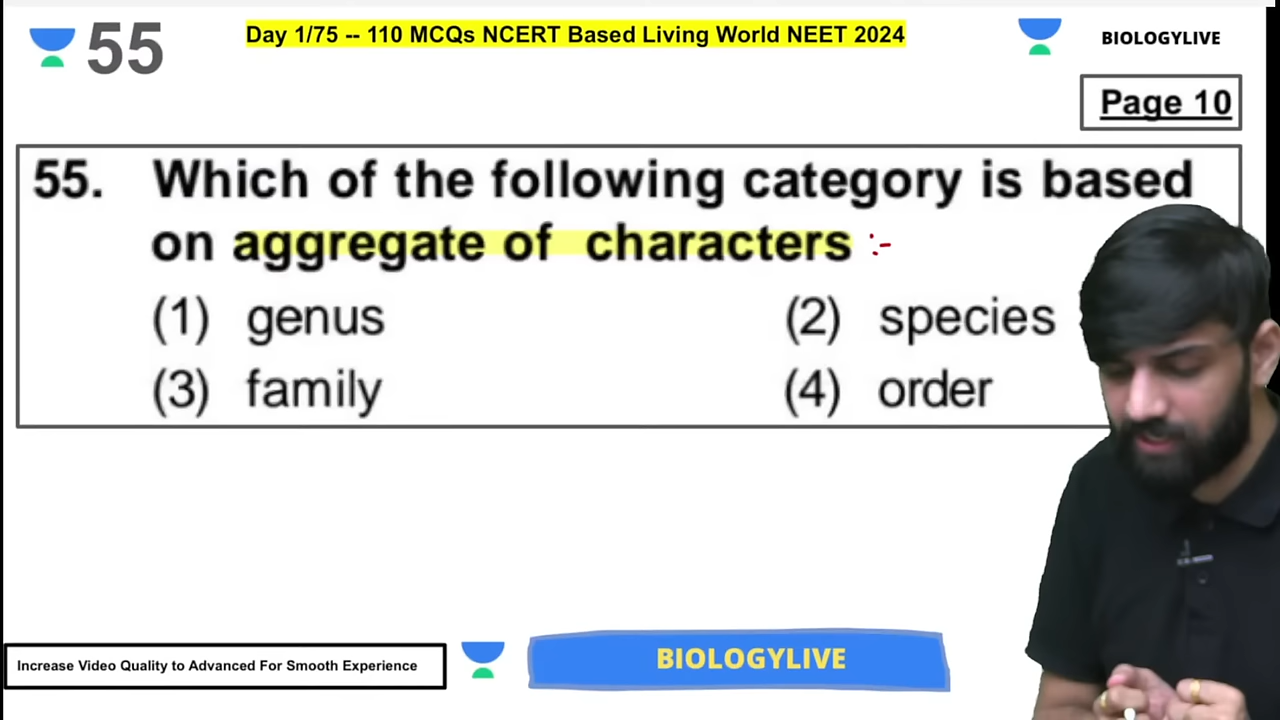 55
Day 1/75 -- 110 MCQs NCERT Based Living World NEET 2024
BIOLOGYLIVE
Page 10
55. Which of the following category is based
on aggregate of characters :-
(1) genus
(2) species
(3) family
(4) order
Increase Video Quality to Advanced For Smooth Experience
BIOLOGYLIVE